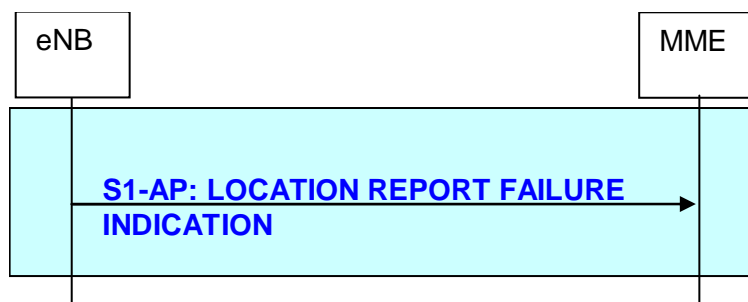 eNB
MME
S1-AP: LOCATION REPORT FAILURE
INDICATION